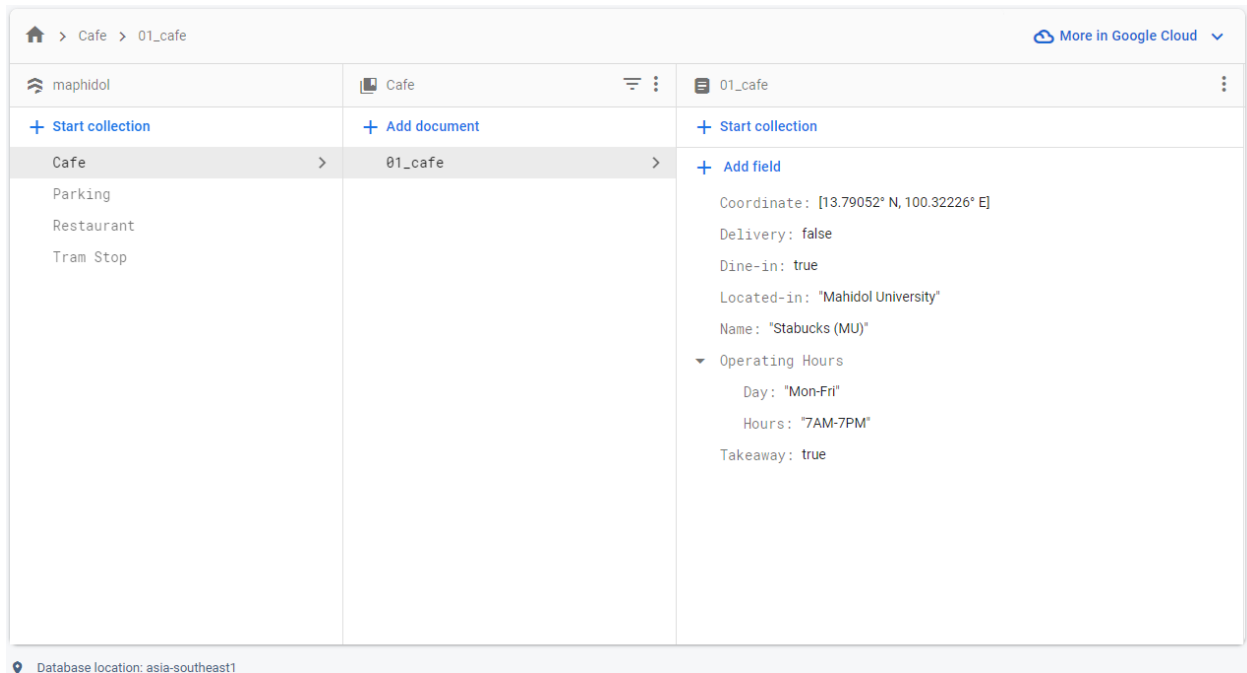 Cafe > 01_cafe
More in Google Cloud
maphidol
Cafe
01_cafe
+ Start collection
+ Add document
+ Start collection
Cafe
01_cafe
+ Add field
Parking
Restaurant
Tram Stop
Coordinate: [13.79052° N, 100.32226° E]
Delivery: false
Dine-in: true
Located-in: "Mahidol University"
Name: "Stabucks (MU)"
Operating Hours
Day: "Mon-Fri"
Hours: "7AM-7PM"
Takeaway: true
Database location: asia-southeast1